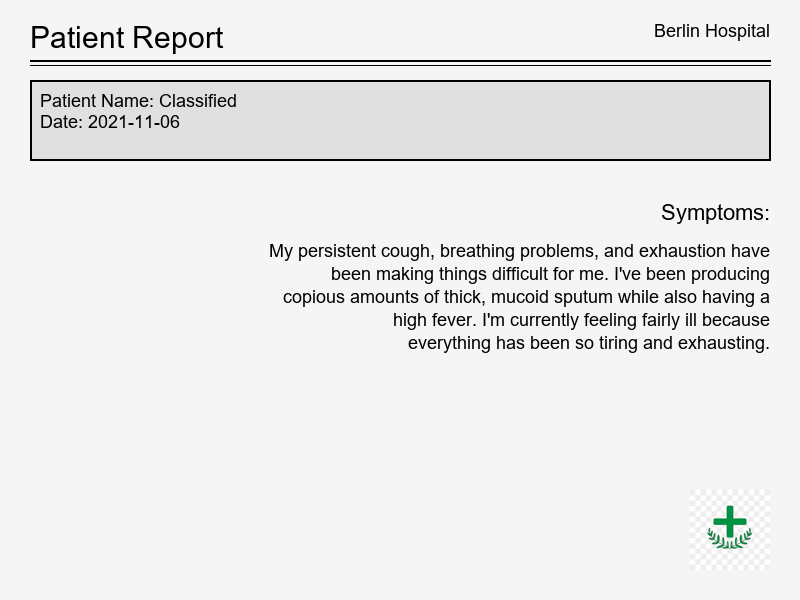 Patient Report
Berlin Hospital
Patient Name: Classified
Date: 2021-11-06
Symptoms:
My persistent cough, breathing problems, and exhaustion have
been making things difficult for me. I've been producing
copious amounts of thick, mucoid sputum while also having a
high fever. I'm currently feeling fairly ill because
everything has been so tiring and exhausting.